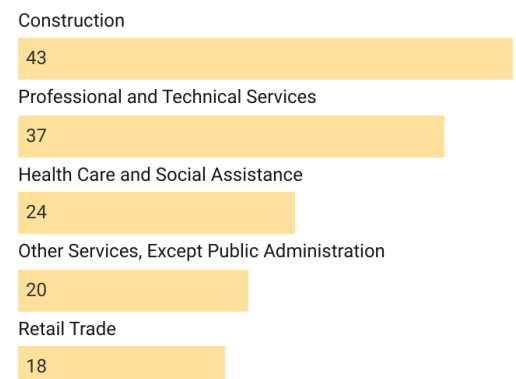 Construction
43
Professional and Technical Services
37
Health Care and Social Assistance
24
Other Services, Except Public Administration
20
Retail Trade
18